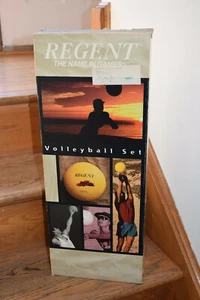 REGENT
THE NAME IN GAMES
Volleyball Set
REGENT